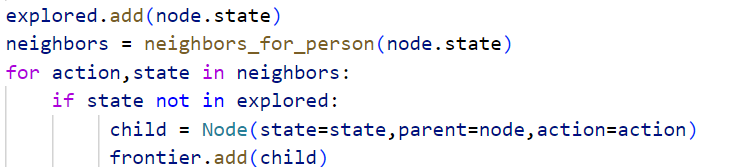 explored.add(node.state)
neighbors = neighbors_for_person(node.state)
for action,state in neighbors:
    if state not in explored:
        child = Node(state=state,parent=node,action=action)
        frontier.add(child)